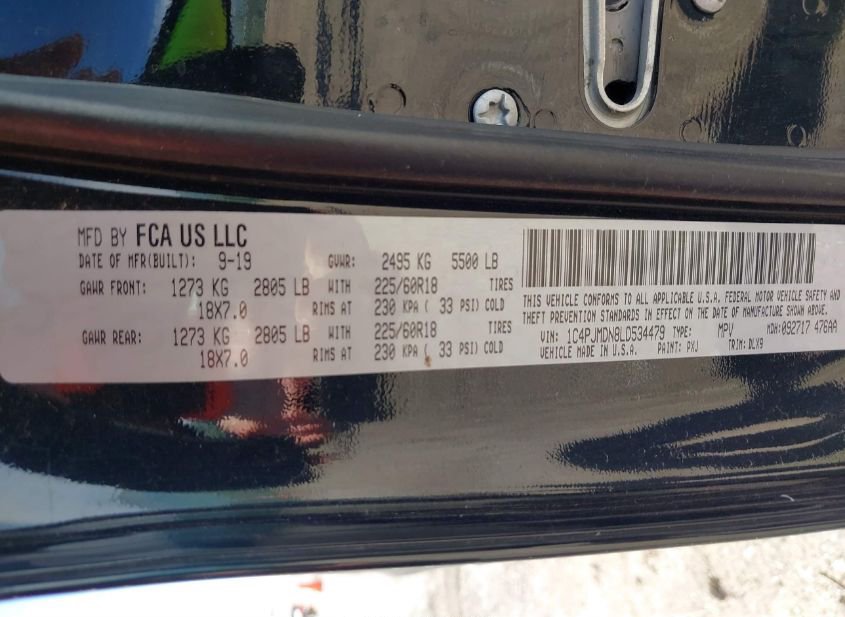 MFD BY FCA US LLC
DATE OF MFR(BUILT): 9-19 GVWR: 2495 KG 5500 LB
GAWR FRONT: 1273 KG 2805 LB WITH 225/60R18 TIRES
18X7.0 RIMS AT 230 KPA ( 33 PSI) COLD
GAWR REAR: 1273 KG 2805 LB WITH 225/60R18 TIRES
18X7.0 RIMS AT 230 KPA ( 33 PSI) COLD
THIS VEHICLE CONFORMS TO ALL APPLICABLE U.S.A. FEDERAL MOTOR VEHICLE SAFETY AND
THEFT PREVENTION STANDARDS IN EFFECT ON THE DATE OF MANUFACTURE SHOWN ABOVE.
VIN: 1C4PJMDN8LD534479 TYPE: MPV MDH:092717 476AA
VEHICLE MADE IN U.S.A. PAINT: PXJ TRIM: DLX9